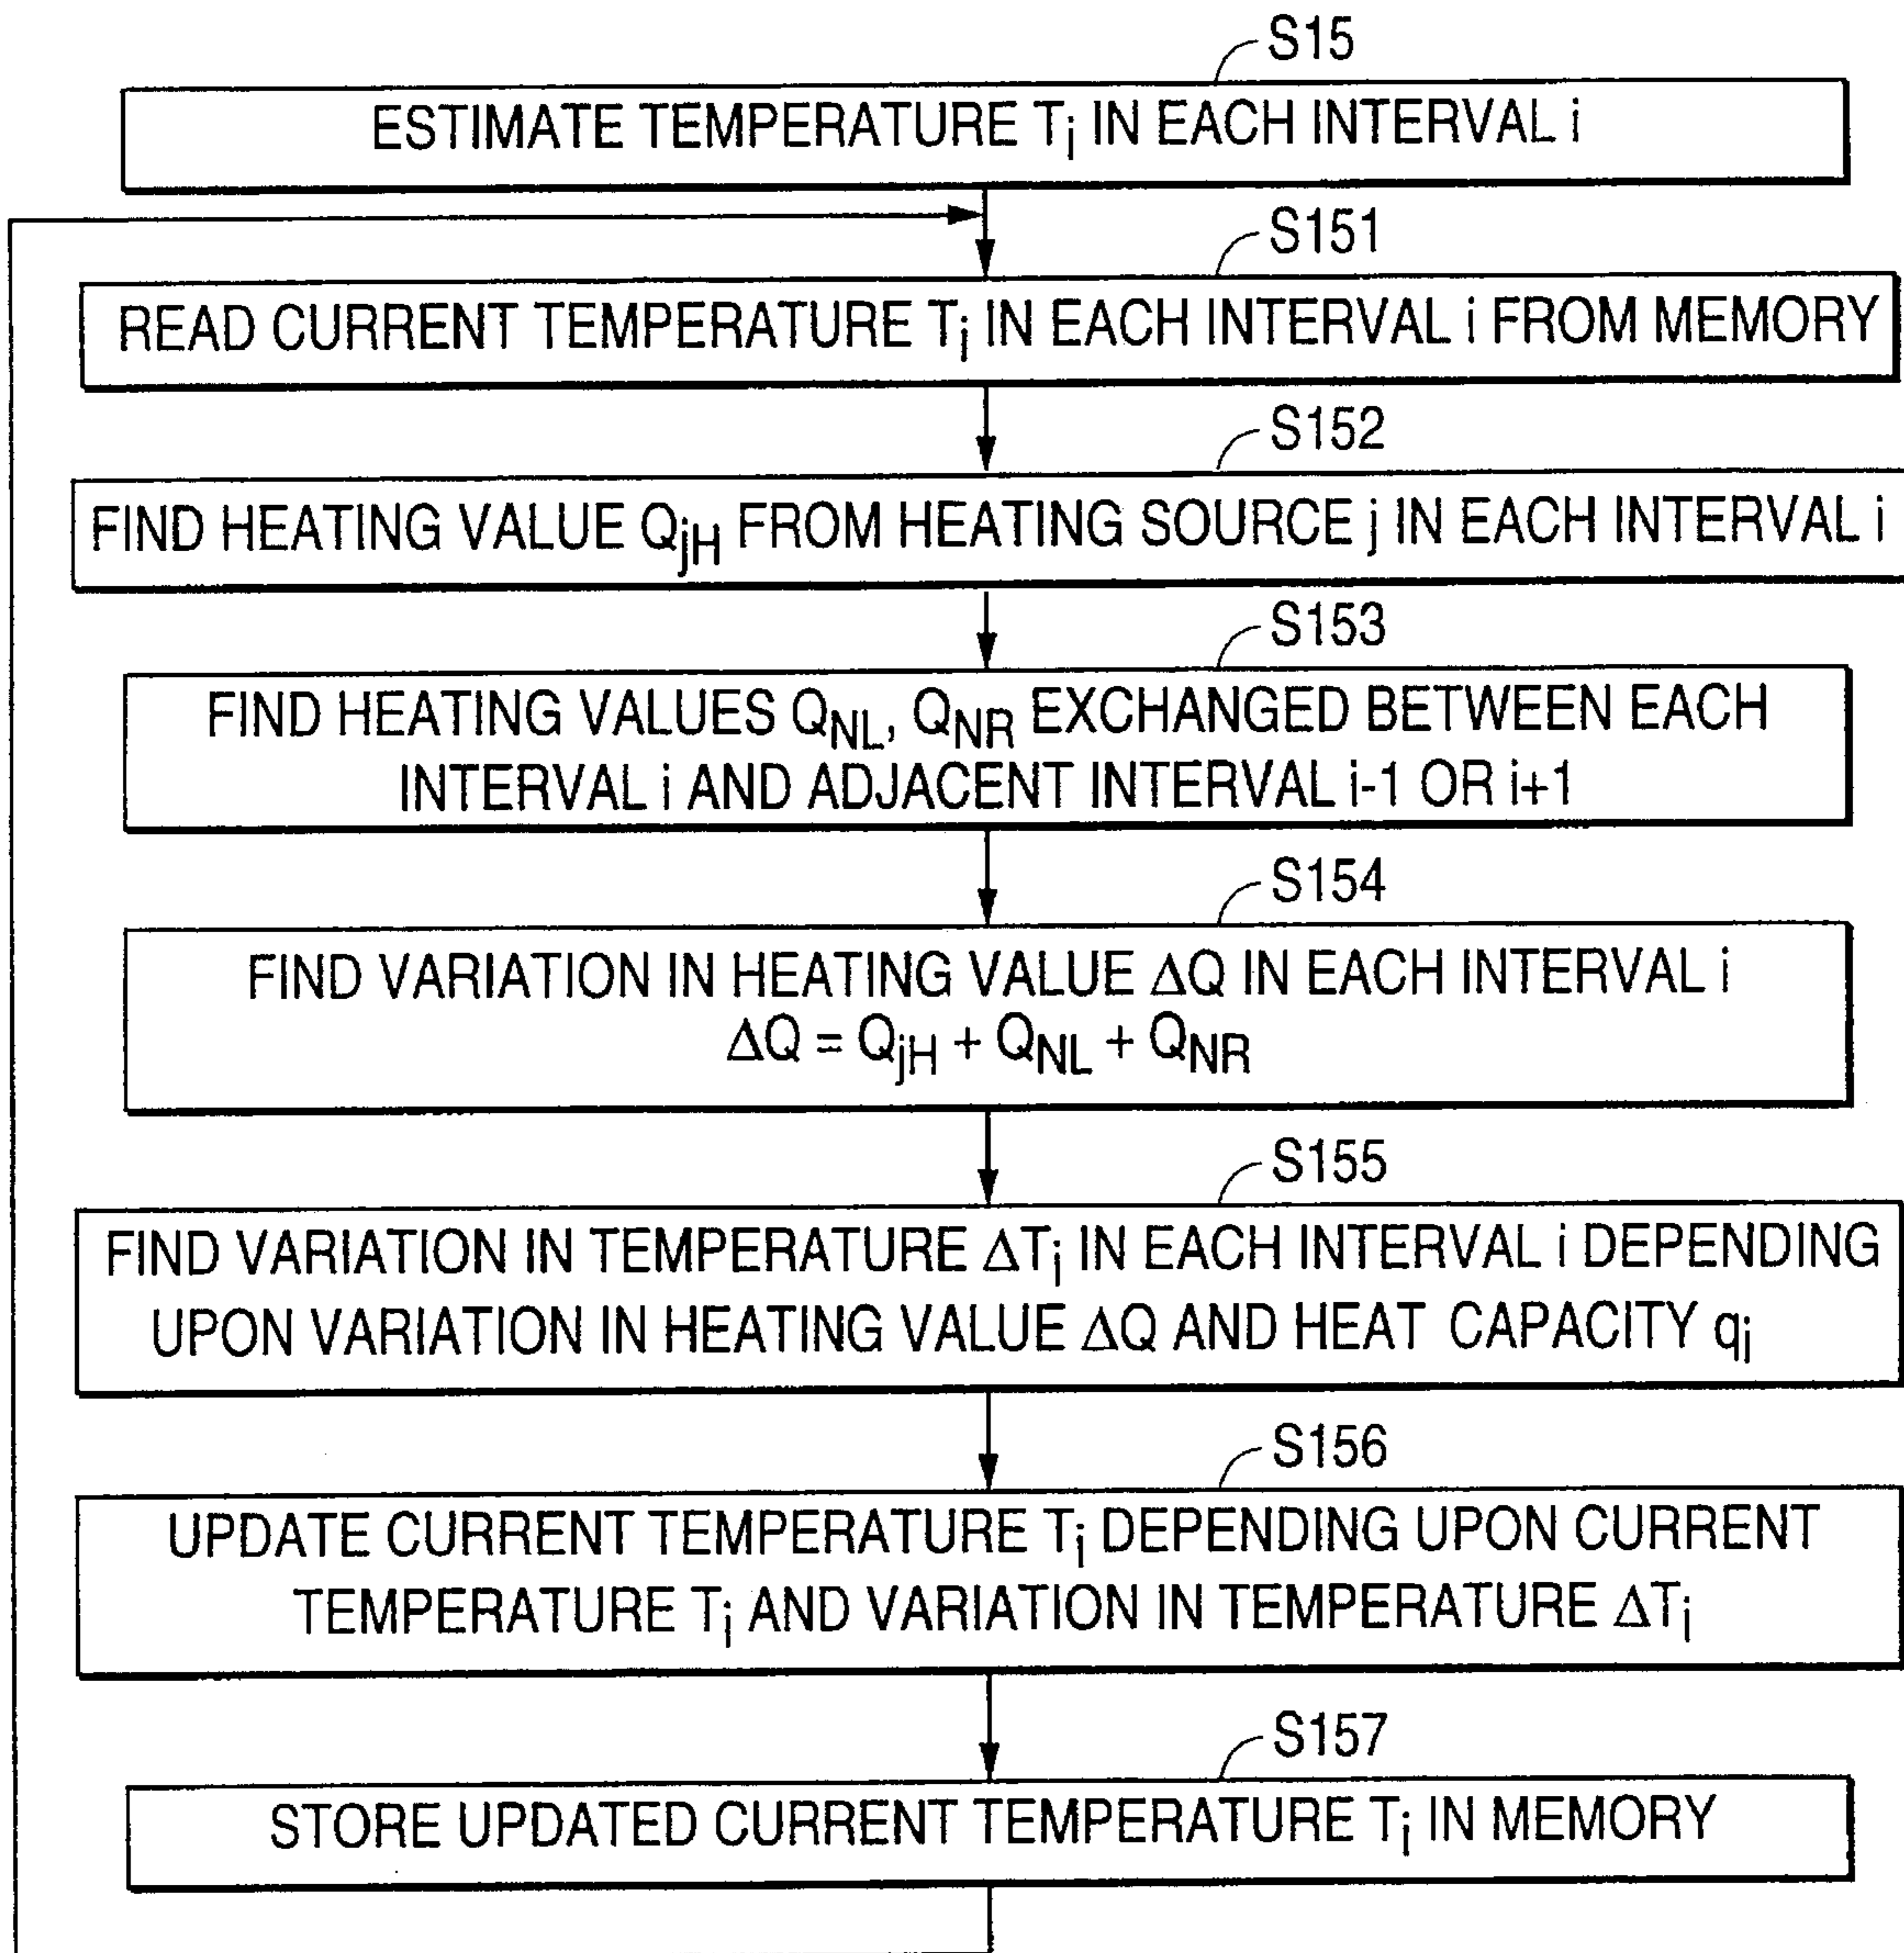 S15
ESTIMATE TEMPERATURE Ti IN EACH INTERVAL i
S151
READ CURRENT TEMPERATURE Ti IN EACH INTERVAL i FROM MEMORY
S152
FIND HEATING VALUE QjH FROM HEATING SOURCE j IN EACH INTERVAL i
S153
FIND HEATING VALUES QNL, QNR EXCHANGED BETWEEN EACH
INTERVAL i AND ADJACENT INTERVAL i-1 OR i+1
S154
FIND VARIATION IN HEATING VALUE ΔQ IN EACH INTERVAL i
ΔQ = QjH + QNL + QNR
S155
FIND VARIATION IN TEMPERATURE ΔTi IN EACH INTERVAL i DEPENDING
UPON VARIATION IN HEATING VALUE ΔQ AND HEAT CAPACITY qi
S156
UPDATE CURRENT TEMPERATURE Ti DEPENDING UPON CURRENT
TEMPERATURE Ti AND VARIATION IN TEMPERATURE ΔTi
S157
STORE UPDATED CURRENT TEMPERATURE Ti IN MEMORY